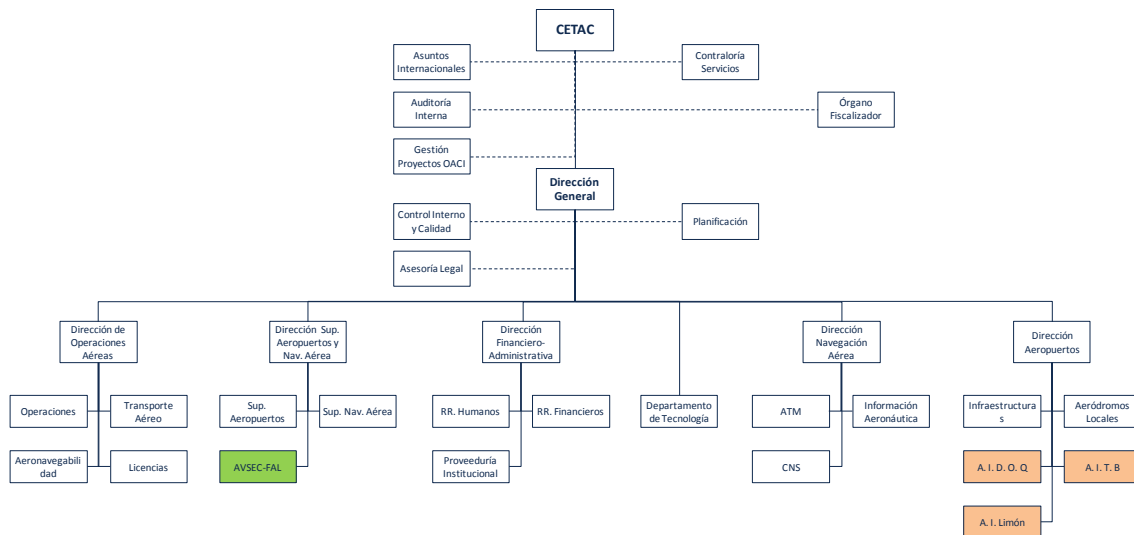 CETAC
Asuntos
Internacionales
Contraloría
Servicios
Auditoría
Interna
Órgano
Fiscalizador
Gestión
Proyectos OACI
Dirección
General
Control Interno
y Calidad
Planificación
Asesoría Legal
Dirección de
Operaciones
Aéreas
Dirección Sup.
Aeropuertos y
Nav. Aérea
Dirección
Financiero-
Administrativa
Dirección
Navegación
Aérea
Dirección
Aeropuertos
Operaciones
Transporte
Aéreo
Sup.
Aeropuertos
Sup. Nav. Aérea
RR. Humanos
RR. Financieros
Departamento
de Tecnología
ATM
Información
Aeronáutica
Infraestructura
s
Aeródromos
Locales
Aeronavegabili
dad
Licencias
AVSEC-FAL
Proveeduría
Institucional
CNS
A. I. D. O. Q
A. I. T. B
A. I. Limón